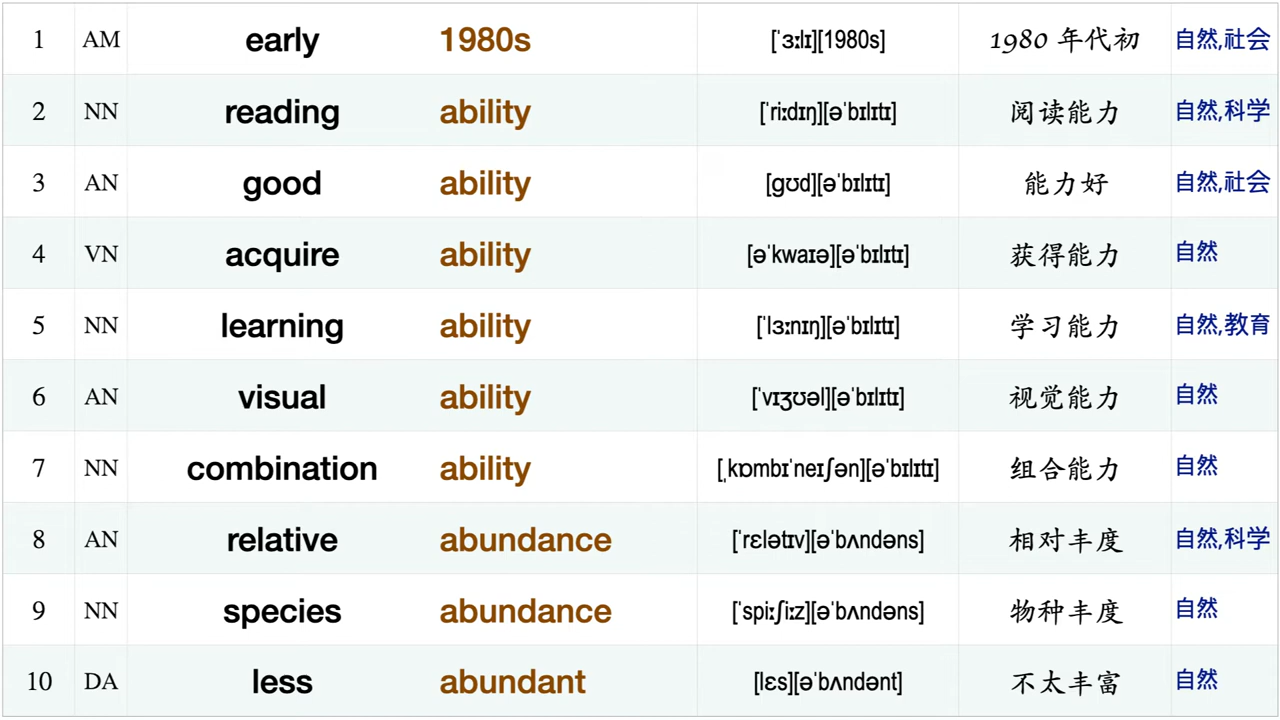 1 AM early 1980s [ˈɜːlɪ][1980s] 1980 年代初 自然,社会
2 NN reading ability [ˈriːdɪŋ][əˈbɪlɪtɪ] 阅读能力 自然,科学
3 AN good ability [ɡʊd][əˈbɪlɪtɪ] 能力好 自然,社会
4 VN acquire ability [əˈkwaɪə][əˈbɪlɪtɪ] 获得能力 自然
5 NN learning ability [ˈlɜːnɪŋ][əˈbɪlɪtɪ] 学习能力 自然,教育
6 AN visual ability [ˈvɪʒʊəl][əˈbɪlɪtɪ] 视觉能力 自然
7 NN combination ability [ˌkɒmbɪˈneɪʃən][əˈbɪlɪtɪ] 组合能力 自然
8 AN relative abundance [ˈrɛlətɪv][əˈbʌndəns] 相对丰度 自然,科学
9 NN species abundance [ˈspiːʃiːz][əˈbʌndəns] 物种丰度 自然
10 DA less abundant [lɛs][əˈbʌndənt] 不太丰富 自然